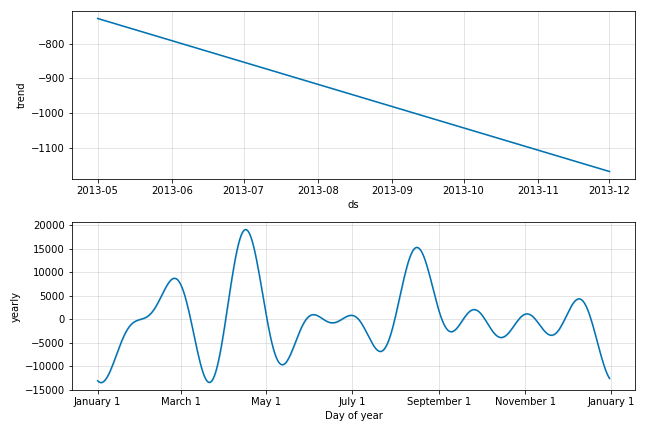 −800
−900
−1000
−1100
trend
2013-05 2013-06 2013-07 2013-08 2013-09 2013-10 2013-11 2013-12
ds
20000
15000
10000
5000
0
−5000
−10000
−15000
yearly
January 1 March 1 May 1 July 1 September 1 November 1 January 1
Day of year